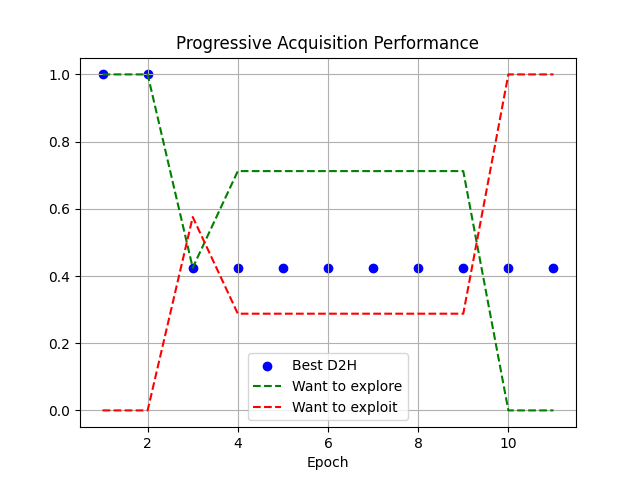 Progressive Acquisition Performance
1.0
0.8
0.6
0.4
0.2
0.0
Best D2H
Want to explore
Want to exploit
2
4
6
8
10
Epoch